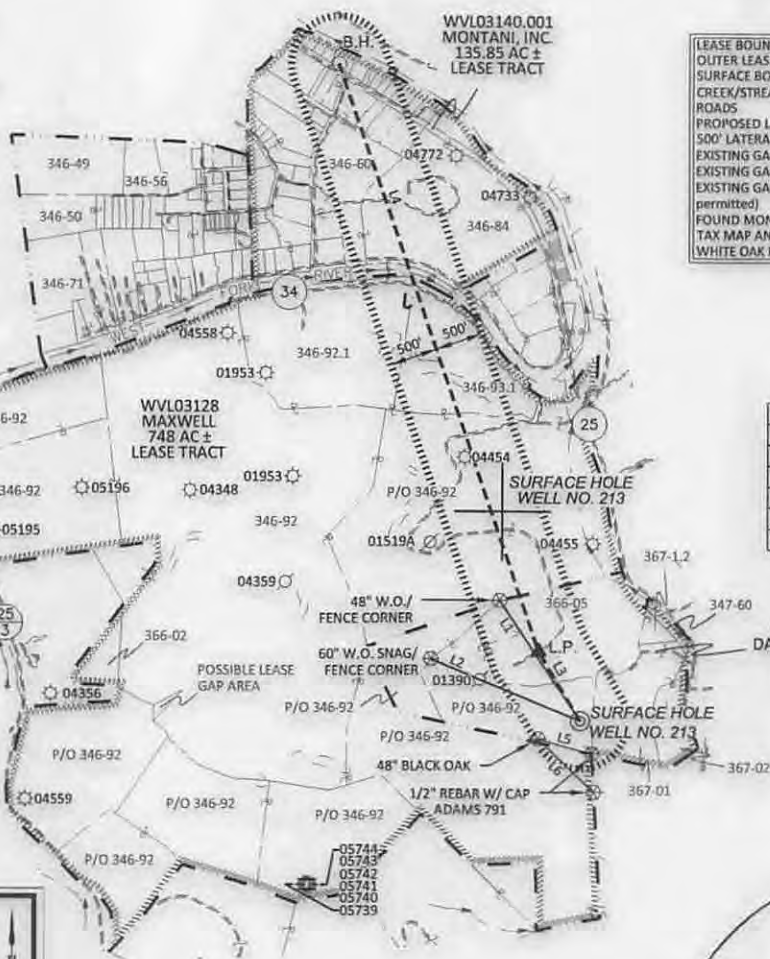 WVL03140.001
MONTANI, INC.
135.85 AC ±
LEASE TRACT
B.H.
LEASE BOUN
OUTER LEAS
SURFACE BO
CREEK/STREA
ROADS
PROPOSED L
500' LATERA
EXISTING GA
EXISTING GA
EXISTING GA
permitted)
FOUND MON
TAX MAP AN
WHITE OAK
346-49
346-56
346-60
04772
04733
346-50
346-84
346-71
WEST FORK RIVER
34
04558
500'
500'
346-92.1
01953
346-93.1
WVL03128
MAXWELL
748 AC ±
LEASE TRACT
6-92
25
04454
01953
SURFACE HOLE
WELL NO. 213
346-92
05196
04348
P/O 346-92
05195
346-92
01519A
04455
367-1.2
04359
48" W.O./
FENCE CORNER
366-05
347-60
25
3
366-02
L1
60" W.O. SNAG/
FENCE CORNER
L.P.
DA
L2
L3
POSSIBLE LEASE
GAP AREA
01390
04356
P/O 346-92
P/O 346-92
SURFACE HOLE
WELL NO. 213
P/O 346-92
P/O 346-92
L5
48" BLACK OAK
L6
367-02
367-01
1/2" REBAR W/ CAP
ADAMS 791
04559
P/O 346-92
P/O 346-92
05744
05743
05742
05741
05740
05739